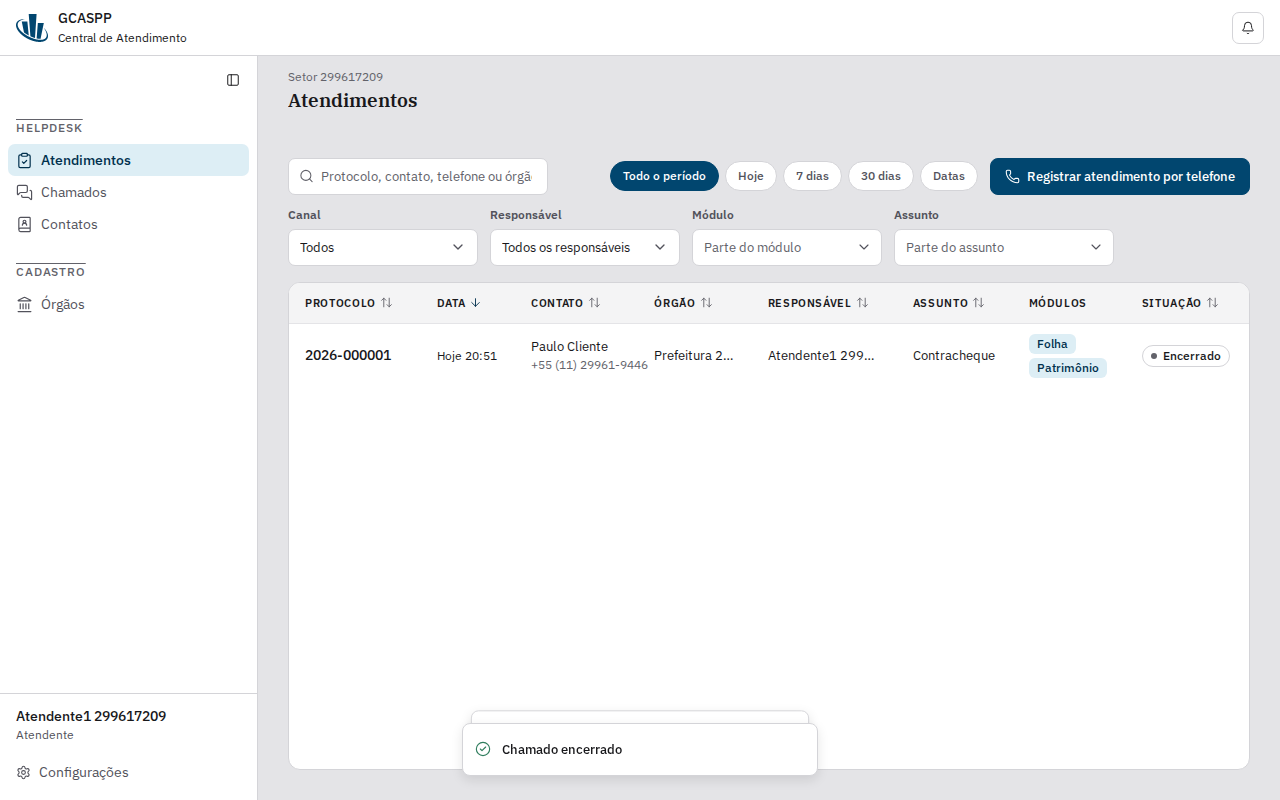 GCASPP
Central de Atendimento
HELPDESK
Atendimentos
Chamados
Contatos
CADASTRO
Órgãos
Atendente1 299617209
Atendente
Configurações
Setor 299617209
Atendimentos
Protocolo, contato, telefone ou órgã
Todo o período
Hoje
7 dias
30 dias
Datas
Registrar atendimento por telefone
Canal
Responsável
Módulo
Assunto
Todos
Todos os responsáveis
Parte do módulo
Parte do assunto
PROTOCOLO
DATA
CONTATO
ÓRGÃO
RESPONSÁVEL
ASSUNTO
MÓDULOS
SITUAÇÃO
2026-000001
Hoje 20:51
Paulo Cliente
+55 (11) 29961-9446
Prefeitura 2...
Atendente1 299...
Contracheque
Folha
Patrimônio
Encerrado
Chamado encerrado